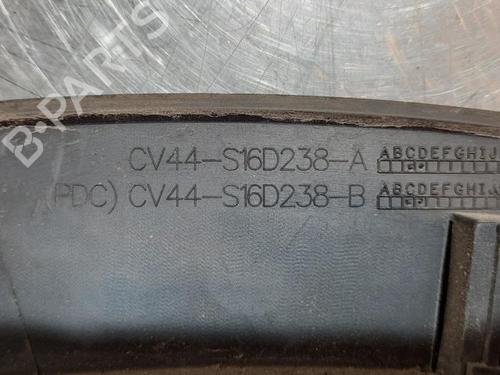 CV44-S16D238-A ABCDEFGHIJ
(PDC) CV44-S16D238-B ABCDEFGHIJ
B-PARTS